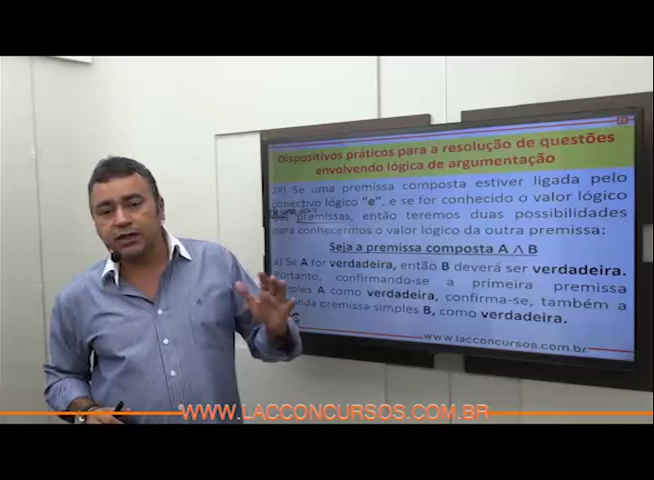 Dispositivos práticos para a resolução de questões
envolvendo lógica de argumentação
2º) Se uma premissa composta estiver ligada pelo
conectivo lógico "e", e se for conhecido o valor lógico
premissas, então teremos duas possibilidades
para conhecermos o valor lógico da outra premissa:
Seja a premissa composta A ∧ B
a) Se A for verdadeira, então B deverá ser verdadeira.
Portanto, confirmando-se a primeira premissa
simples A como verdadeira, confirma-se, também a
premissa simples B, como verdadeira.
www.lacconcursos.com.br
WWW.LACCONCURSOS.COM.BR